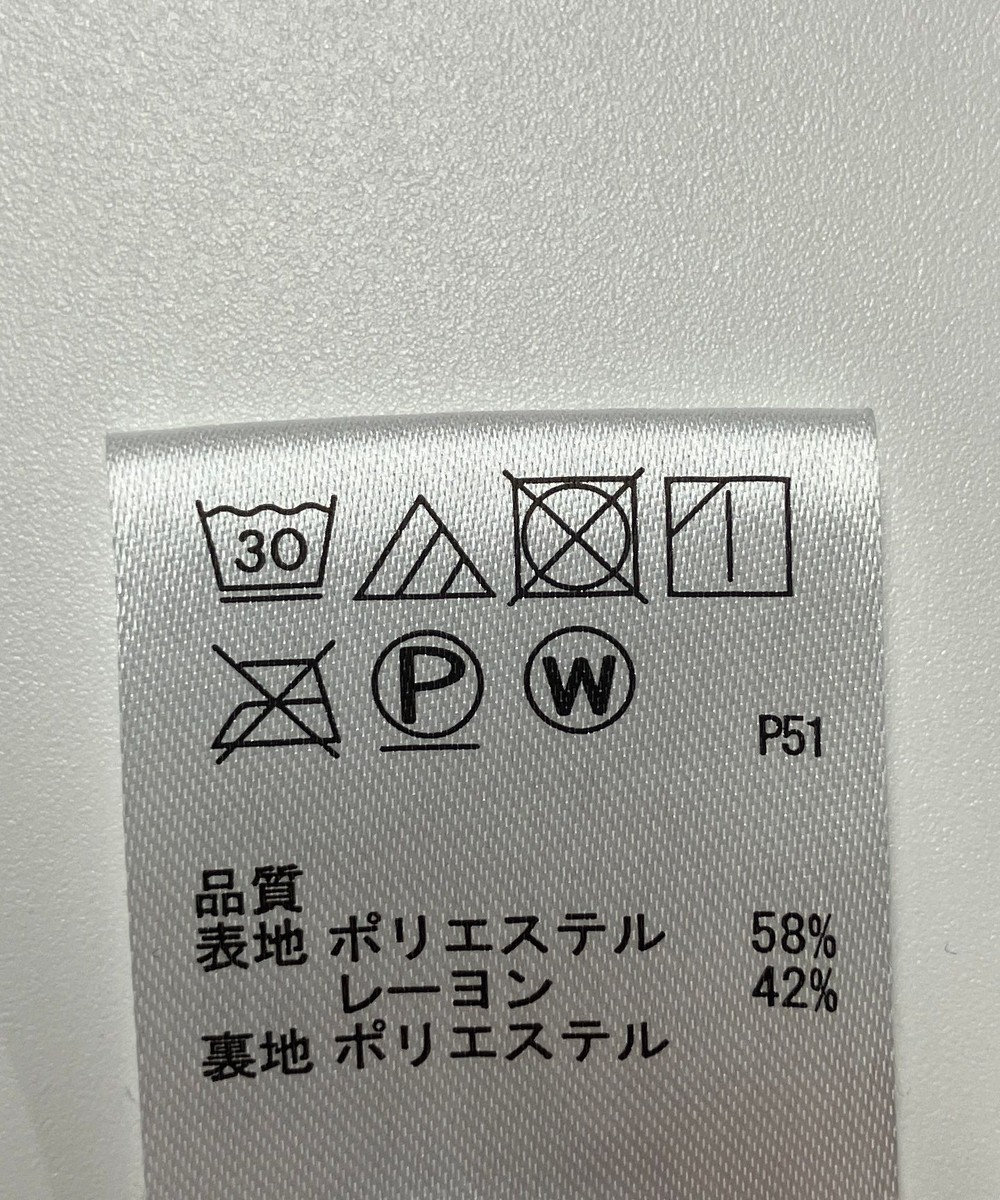 30
P W
P51
品質
表地 ポリエステル 58%
レーヨン 42%
裏地 ポリエステル